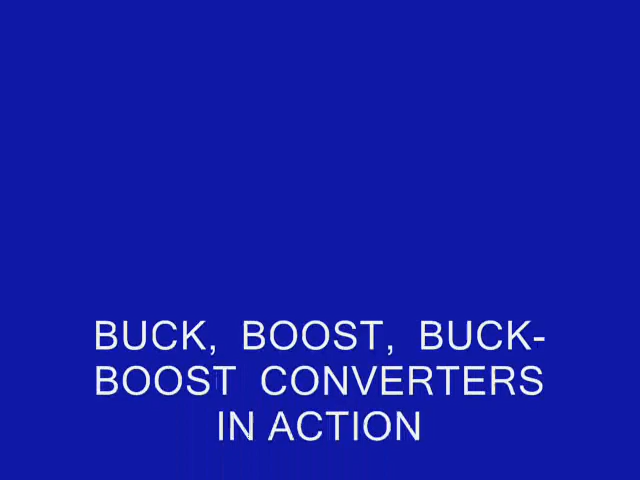 BUCK, BOOST, BUCK-
BOOST CONVERTERS
IN ACTION